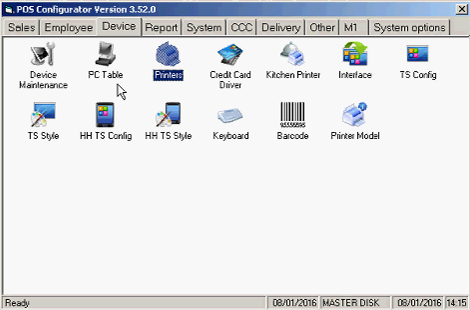 POS Configurator Version 3.52.0
Sales Employee Device Report System CCC Delivery Other M1 System options
Device Maintenance PC Table Printers Credit Card Driver Kitchen Printer Interface TS Config
TS Style HH TS Config HH TS Style Keyboard Barcode Printer Model
Ready 08/01/2016 MASTER DISK 08/01/2016 14:15